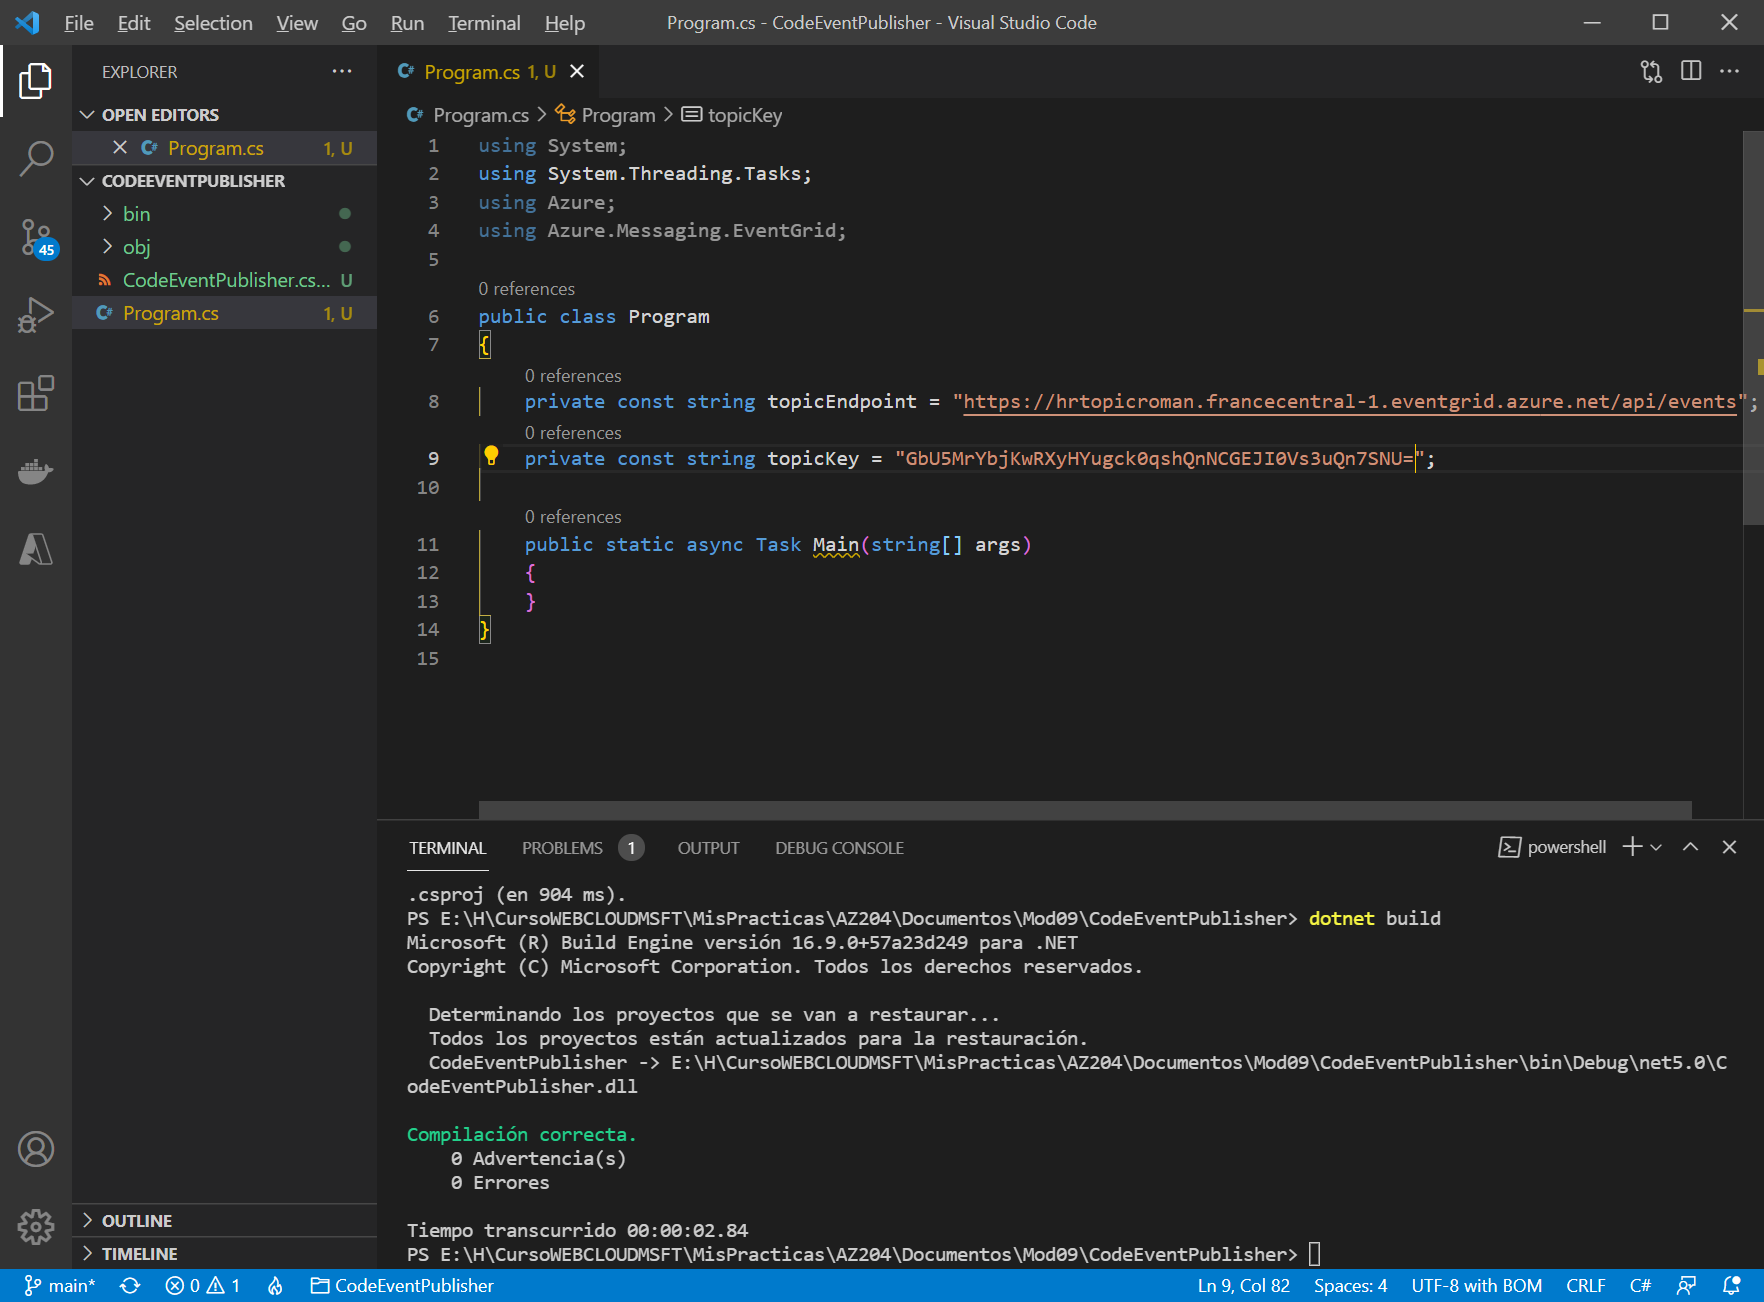 File Edit Selection View Go Run Terminal Help Program.cs - CodeEventPublisher - Visual Studio Code
EXPLORER
OPEN EDITORS
Program.cs 1, U
CODEEVENTPUBLISHER
bin
obj
CodeEventPublisher.cs... U
Program.cs 1, U
45
OUTLINE
TIMELINE
Program.cs 1, U
Program.cs > Program > topicKey
1 using System;
2 using System.Threading.Tasks;
3 using Azure;
4 using Azure.Messaging.EventGrid;
5
0 references
6 public class Program
7 {
0 references
8 private const string topicEndpoint = "https://hrtopicroman.francecentral-1.eventgrid.azure.net/api/events";
0 references
9 private const string topicKey = "GbU5MrYbjKwRXyHYugck0qshQnNCGEJI0Vs3uQn7SNU=";
10
0 references
11 public static async Task Main(string[] args)
12 {
13 }
14 }
15
TERMINAL PROBLEMS 1 OUTPUT DEBUG CONSOLE powershell
.csproj (en 904 ms).
PS E:\H\CursoWEBCLOUDMSFT\MisPracticas\AZ204\Documentos\Mod09\CodeEventPublisher> dotnet build
Microsoft (R) Build Engine versión 16.9.0+57a23d249 para .NET
Copyright (C) Microsoft Corporation. Todos los derechos reservados.
Determinando los proyectos que se van a restaurar...
Todos los proyectos están actualizados para la restauración.
CodeEventPublisher -> E:\H\CursoWEBCLOUDMSFT\MisPracticas\AZ204\Documentos\Mod09\CodeEventPublisher\bin\Debug\net5.0\C
odeEventPublisher.dll
Compilación correcta.
0 Advertencia(s)
0 Errores
Tiempo transcurrido 00:00:02.84
PS E:\H\CursoWEBCLOUDMSFT\MisPracticas\AZ204\Documentos\Mod09\CodeEventPublisher>
main* 0 1 CodeEventPublisher Ln 9, Col 82 Spaces: 4 UTF-8 with BOM CRLF C#